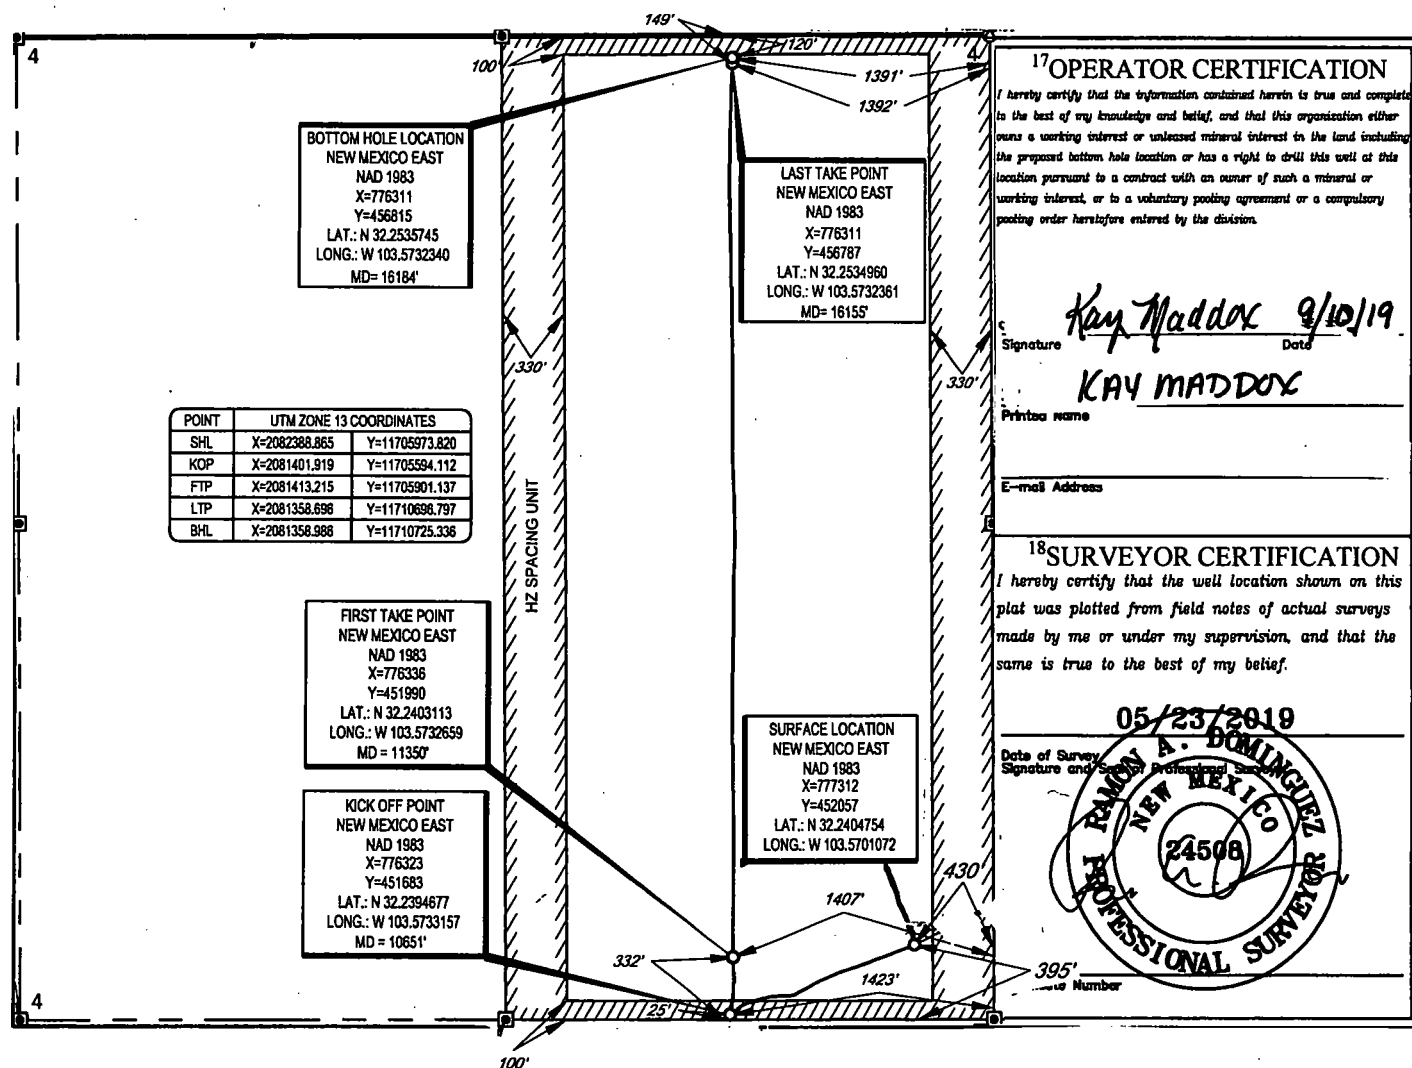 149'
4
120'
4
100'
1391'
1392'
BOTTOM HOLE LOCATION
NEW MEXICO EAST
NAD 1983
X=776311
Y=456815
LAT.: N 32.2535745
LONG.: W 103.5732340
MD= 16184'
LAST TAKE POINT
NEW MEXICO EAST
NAD 1983
X=776311
Y=456787
LAT.: N 32.2534960
LONG.: W 103.5732361
MD= 16155'
330'
330'
POINT UTM ZONE 13 COORDINATES
SHL X=2082388.865 Y=11705973.820
KOP X=2081401.919 Y=11705594.112
FTP X=2081413.215 Y=11705901.137
LTP X=2081358.696 Y=11710696.797
BHL X=2081358.986 Y=11710725.336
HZ SPACING UNIT
FIRST TAKE POINT
NEW MEXICO EAST
NAD 1983
X=776336
Y=451990
LAT.: N 32.2403113
LONG.: W 103.5732659
MD = 11350'
KICK OFF POINT
NEW MEXICO EAST
NAD 1983
X=776323
Y=451683
LAT.: N 32.2394677
LONG.: W 103.5733157
MD = 10651'
SURFACE LOCATION
NEW MEXICO EAST
NAD 1983
X=777312
Y=452057
LAT.: N 32.2404754
LONG.: W 103.5701072
430'
1407'
332'
395'
1423'
4
25'
100'
17OPERATOR CERTIFICATION
I hereby certify that the information contained herein is true and complete
to the best of my knowledge and belief, and that this organization either
owns a working interest or unleased mineral interest in the land including
the proposed bottom hole location or has a right to drill this well at this
location pursuant to a contract with an owner of such a mineral or
working interest, or to a voluntary pooling agreement or a compulsory
pooling order heretofore entered by the division.
Kay Maddox 9/10/19
Signature Date
KAY MADDOX
Printed name
E-mail Address
18SURVEYOR CERTIFICATION
I hereby certify that the well location shown on this
plat was plotted from field notes of actual surveys
made by me or under my supervision, and that the
same is true to the best of my belief.
05/23/2019
Date of Survey
Signature and Seal of Professional Surveyor
RAMON A. DOMINGUEZ
NEW MEXICO
24508
PROFESSIONAL SURVEYOR
Number